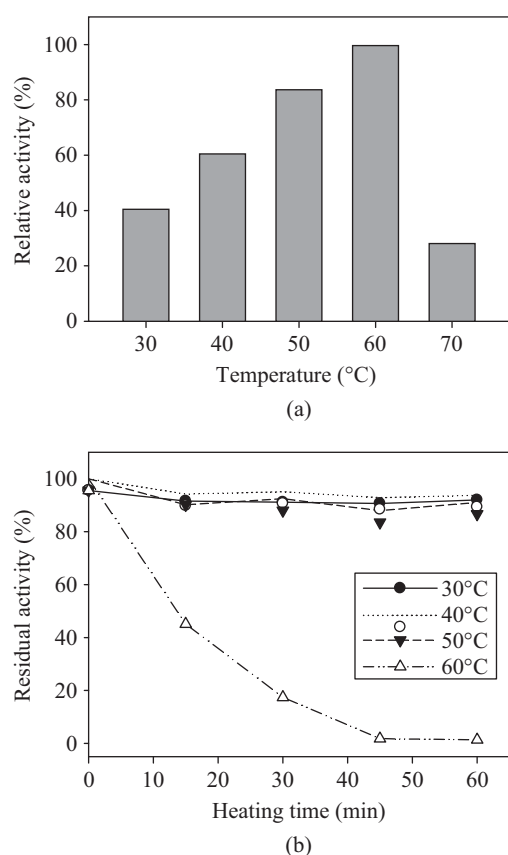 100
80
60
40
20
0
Relative activity (%)
30 40 50 60 70
Temperature (°C)
(a)
100
80
60
40
20
0
Residual activity (%)
30°C
40°C
50°C
60°C
0 10 20 30 40 50 60
Heating time (min)
(b)